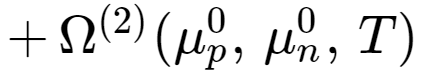 + Ω^{(2)}(μ_p^0, μ_n^0, T)